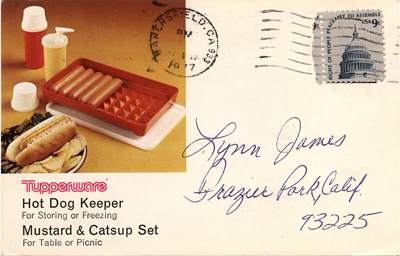 BAKERSFIELD, CA 933
PM
1977
RIGHT OF PEOPLE PEACEABLY TO ASSEMBLE
USA 9c
Tupperware®
Hot Dog Keeper
For Storing or Freezing
Mustard & Catsup Set
For Table or Picnic
Lynn James
Frazier Park, Calif.
93225